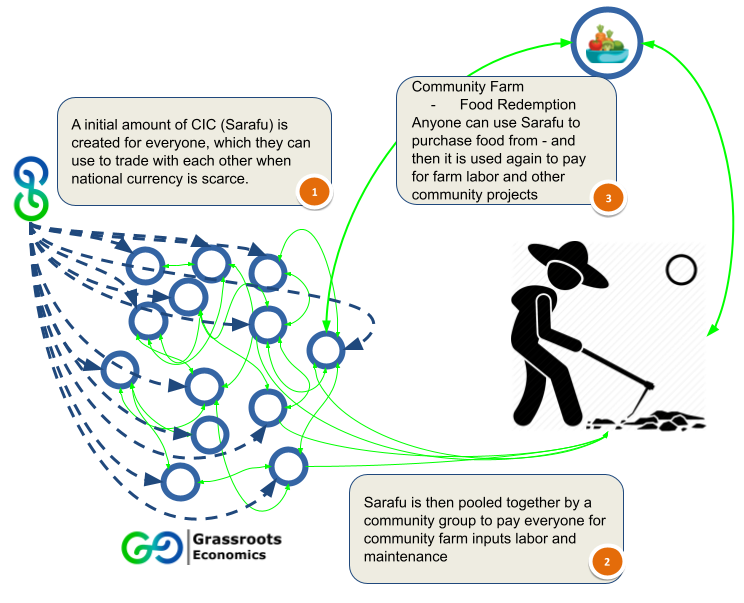 A initial amount of CIC (Sarafu) is
created for everyone, which they can
use to trade with each other when
national currency is scarce.
1
Community Farm
- Food Redemption
Anyone can use Sarafu to
purchase food from - and
then it is used again to pay
for farm labor and other
community projects
3
Sarafu is then pooled together by a
community group to pay everyone for
community farm inputs labor and
maintenance
2
Grassroots
Economics